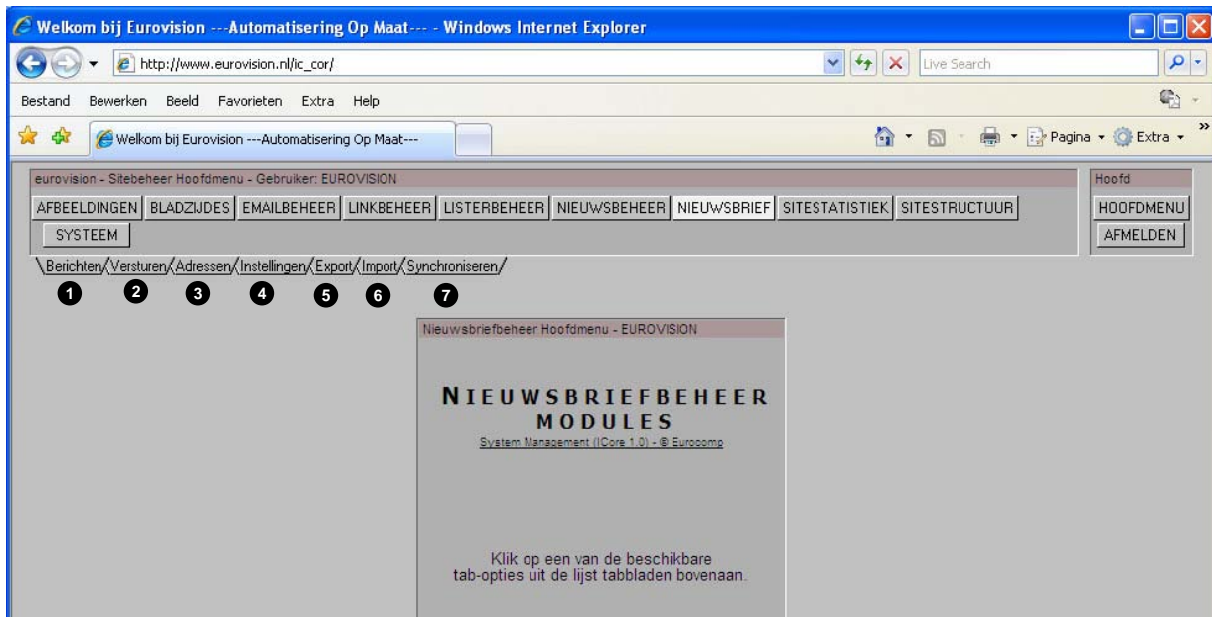 Welkom bij Eurovision ---Automatisering Op Maat--- - Windows Internet Explorer
http://www.eurovision.nl/ic_cor/
Live Search
Bestand Bewerken Beeld Favorieten Extra Help
Welkom bij Eurovision ---Automatisering Op Maat---
Pagina Extra
eurovision - Sitebeheer Hoofdmenu - Gebruiker: EUROVISION
Hoofd
AFBEELDINGEN BLADZIJDES EMAILBEHEER LINKBEHEER LISTERBEHEER NIEUWSBEHEER NIEUWSBRIEF SITESTATISTIEK SITESTRUCTUUR
HOOFDMENU
SYSTEEM
AFMELDEN
\Berichten/Versturen/Adressen/Instellingen/Export/Import/Synchroniseren/
1 2 3 4 5 6 7
Nieuwsbriefbeheer Hoofdmenu - EUROVISION
NIEUWSBRIEFBEHEER
MODULES
System Management (ICore 1.0) - © Eurocomp
Klik op een van de beschikbare
tab-opties uit de lijst tabbladen bovenaan.